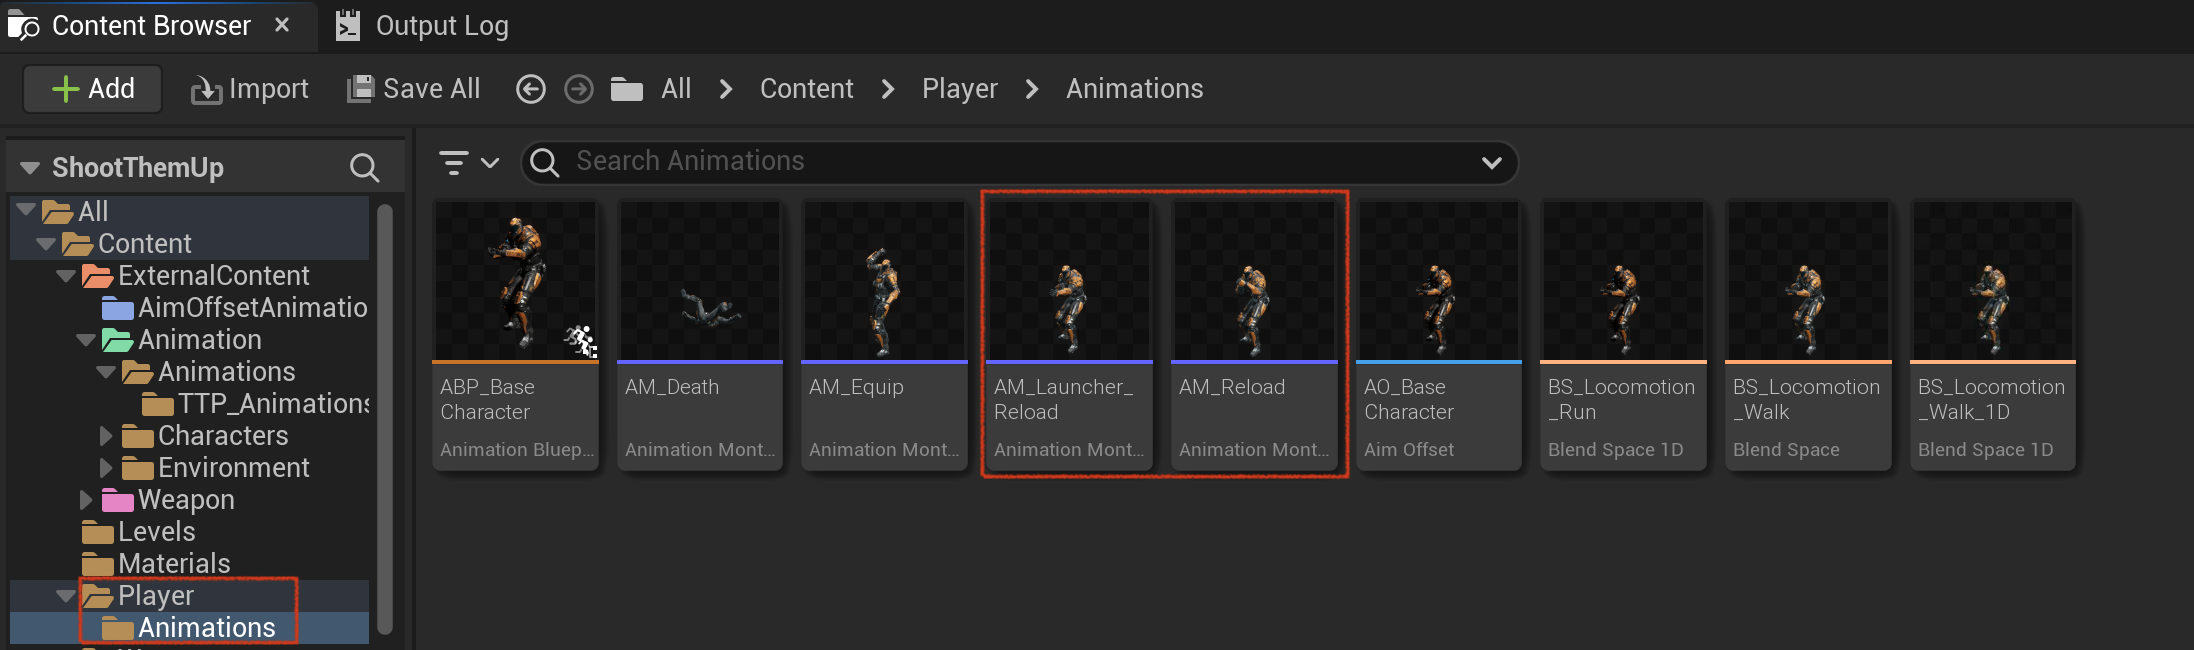 Content Browser
Output Log
Add
Import
Save All
All
Content
Player
Animations
ShootThemUp
Search Animations
All
Content
ExternalContent
AimOffsetAnimatio
Animation
Animations
TTP_Animations
Characters
Environment
Weapon
Levels
Materials
Player
Animations
ABP_Base
Character
Animation Bluep...
AM_Death
Animation Mont...
AM_Equip
Animation Mont...
AM_Launcher_
Reload
Animation Mont...
AM_Reload
Animation Mont...
AO_Base
Character
Aim Offset
BS_Locomotion
_Run
Blend Space 1D
BS_Locomotion
_Walk
Blend Space
BS_Locomotion
_Walk_1D
Blend Space 1D